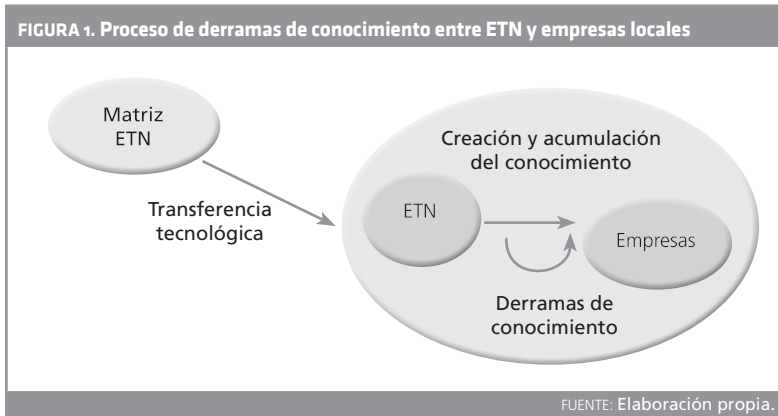 FIGURA 1. Proceso de derramas de conocimiento entre ETN y empresas locales
Matriz
ETN
Transferencia
tecnológica
Creación y acumulación
del conocimiento
ETN
Empresas
Derramas de
conocimiento
FUENTE: Elaboración propia.